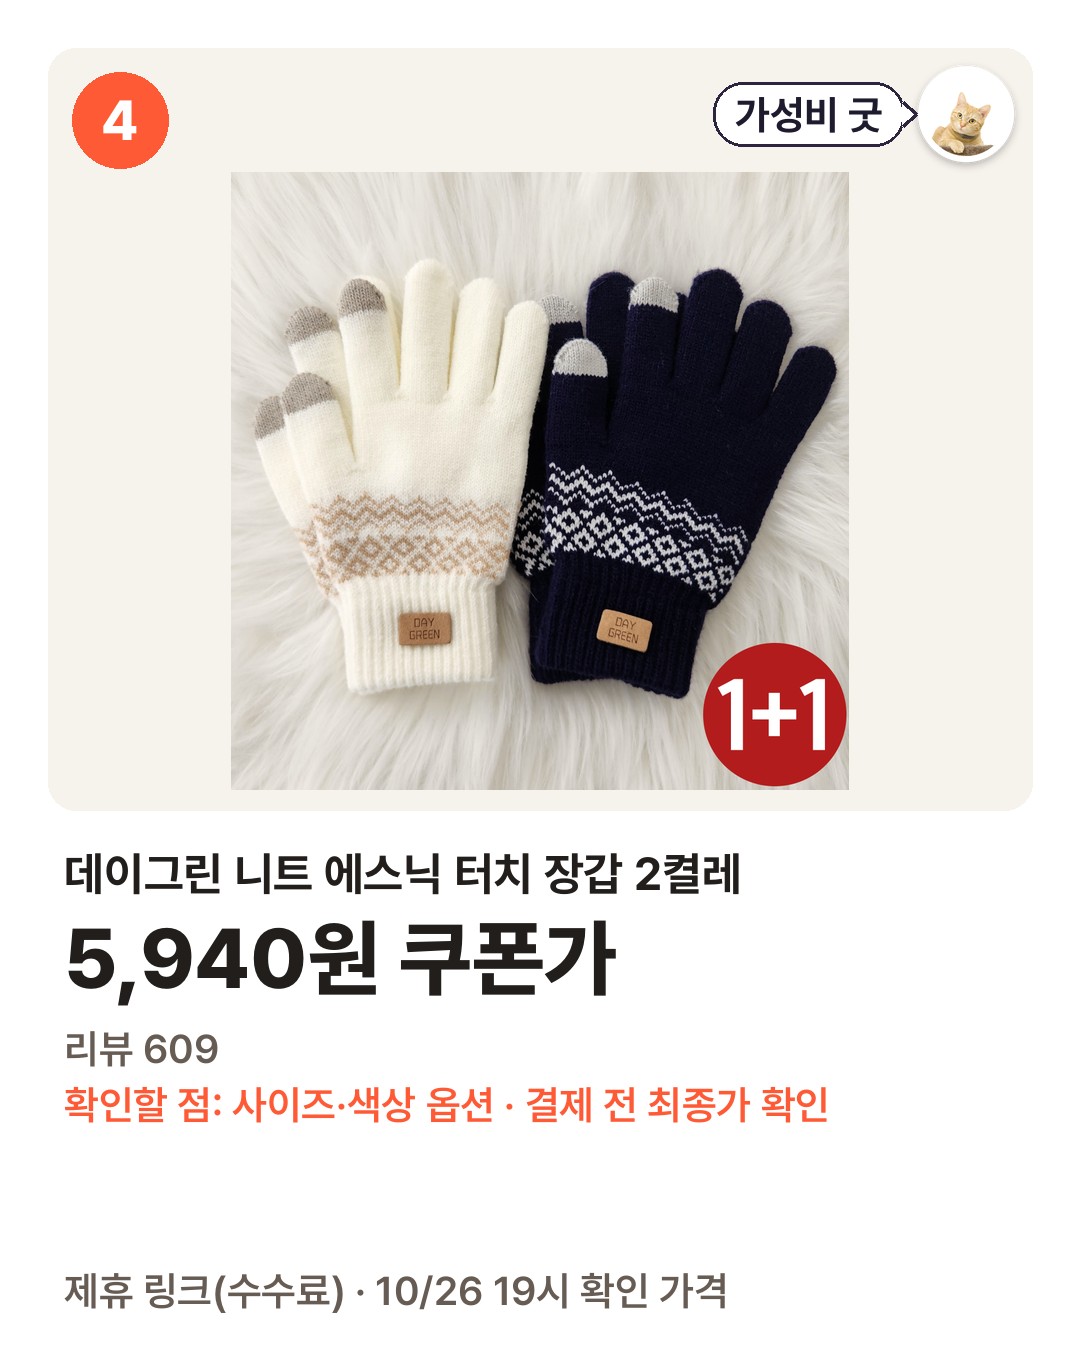 4
가성비 굿
DAY
GREEN
DAY
GREEN
1+1
데이그린 니트 에스닉 터치 장갑 2켤레
5,940원 쿠폰가
리뷰 609
확인할 점: 사이즈·색상 옵션 · 결제 전 최종가 확인
제휴 링크(수수료) · 10/26 19시 확인 가격